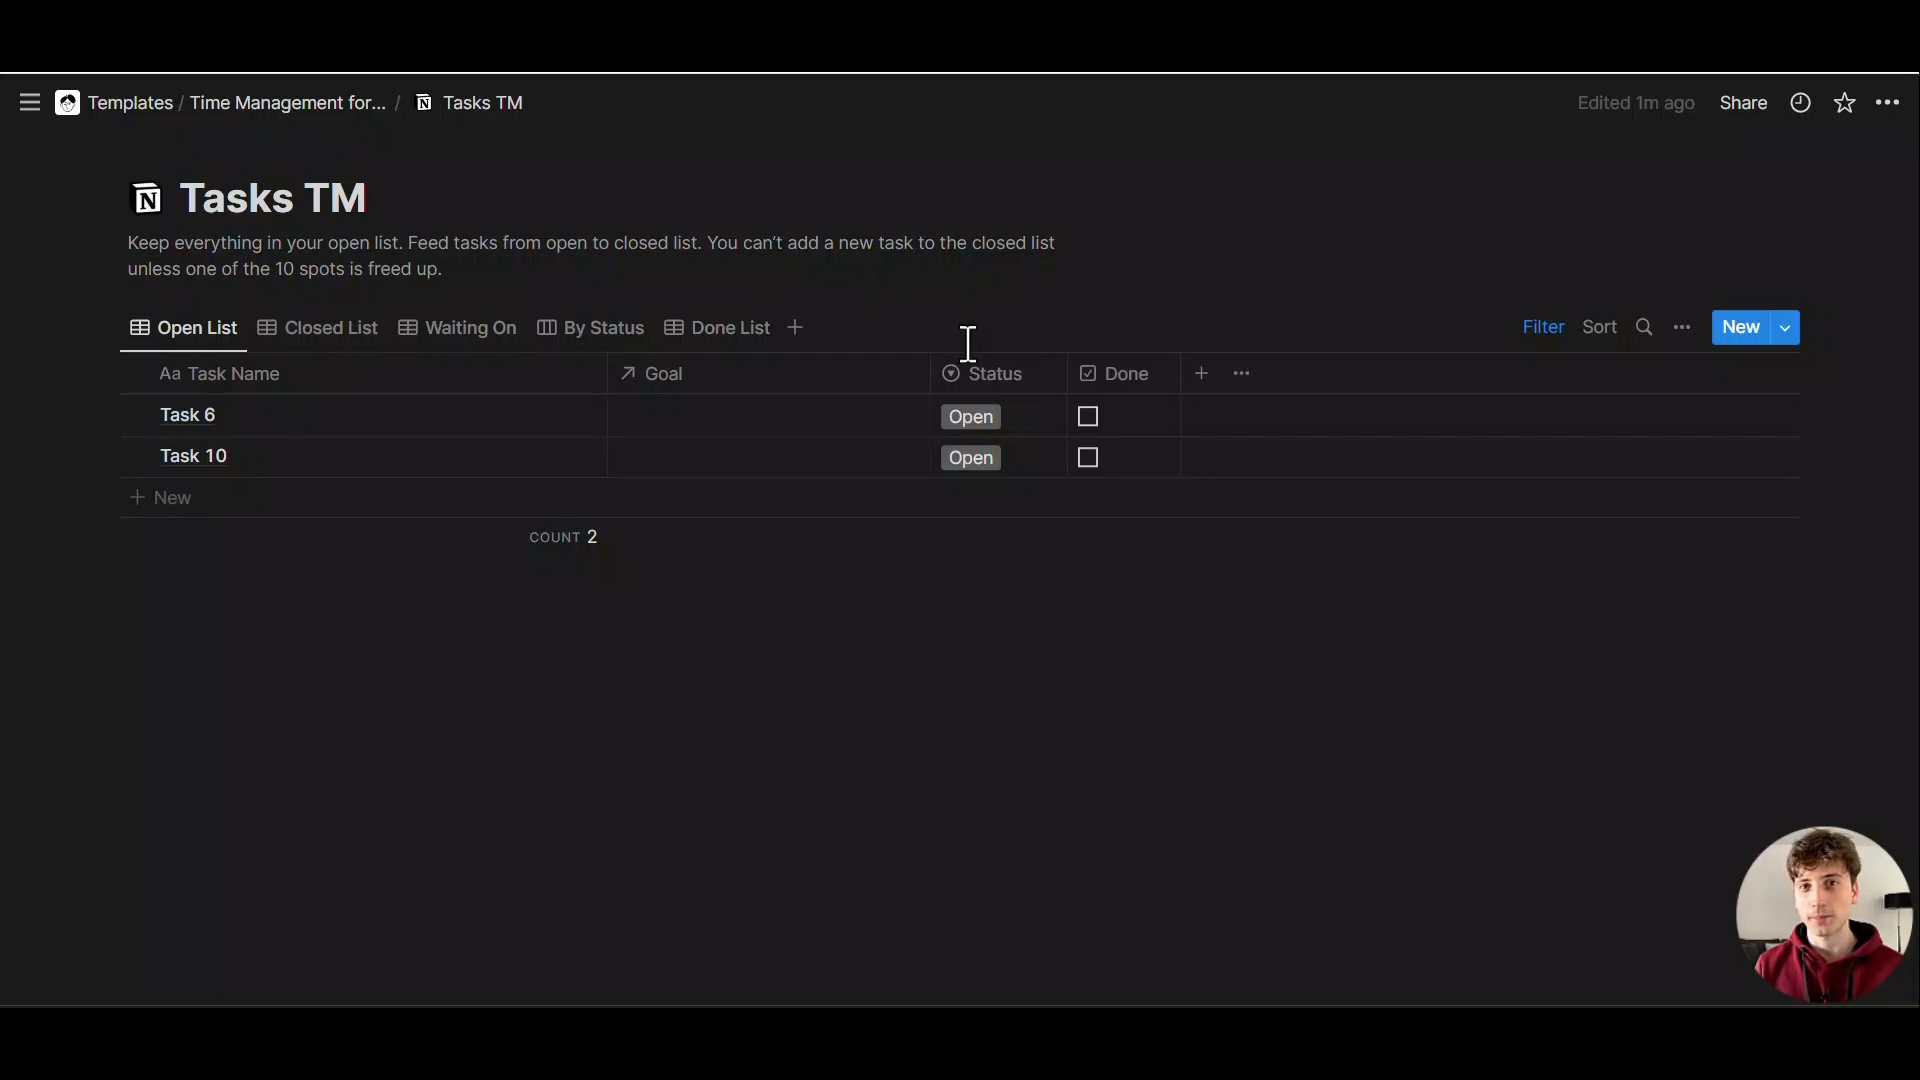 Templates / Time Management for... / Tasks TM
Edited 1m ago Share
Tasks TM
Keep everything in your open list. Feed tasks from open to closed list. You can't add a new task to the closed list
unless one of the 10 spots is freed up.
Open List Closed List Waiting On By Status Done List
Filter Sort New
Aa Task Name Goal Status Done
Task 6 Open
Task 10 Open
+ New
COUNT 2